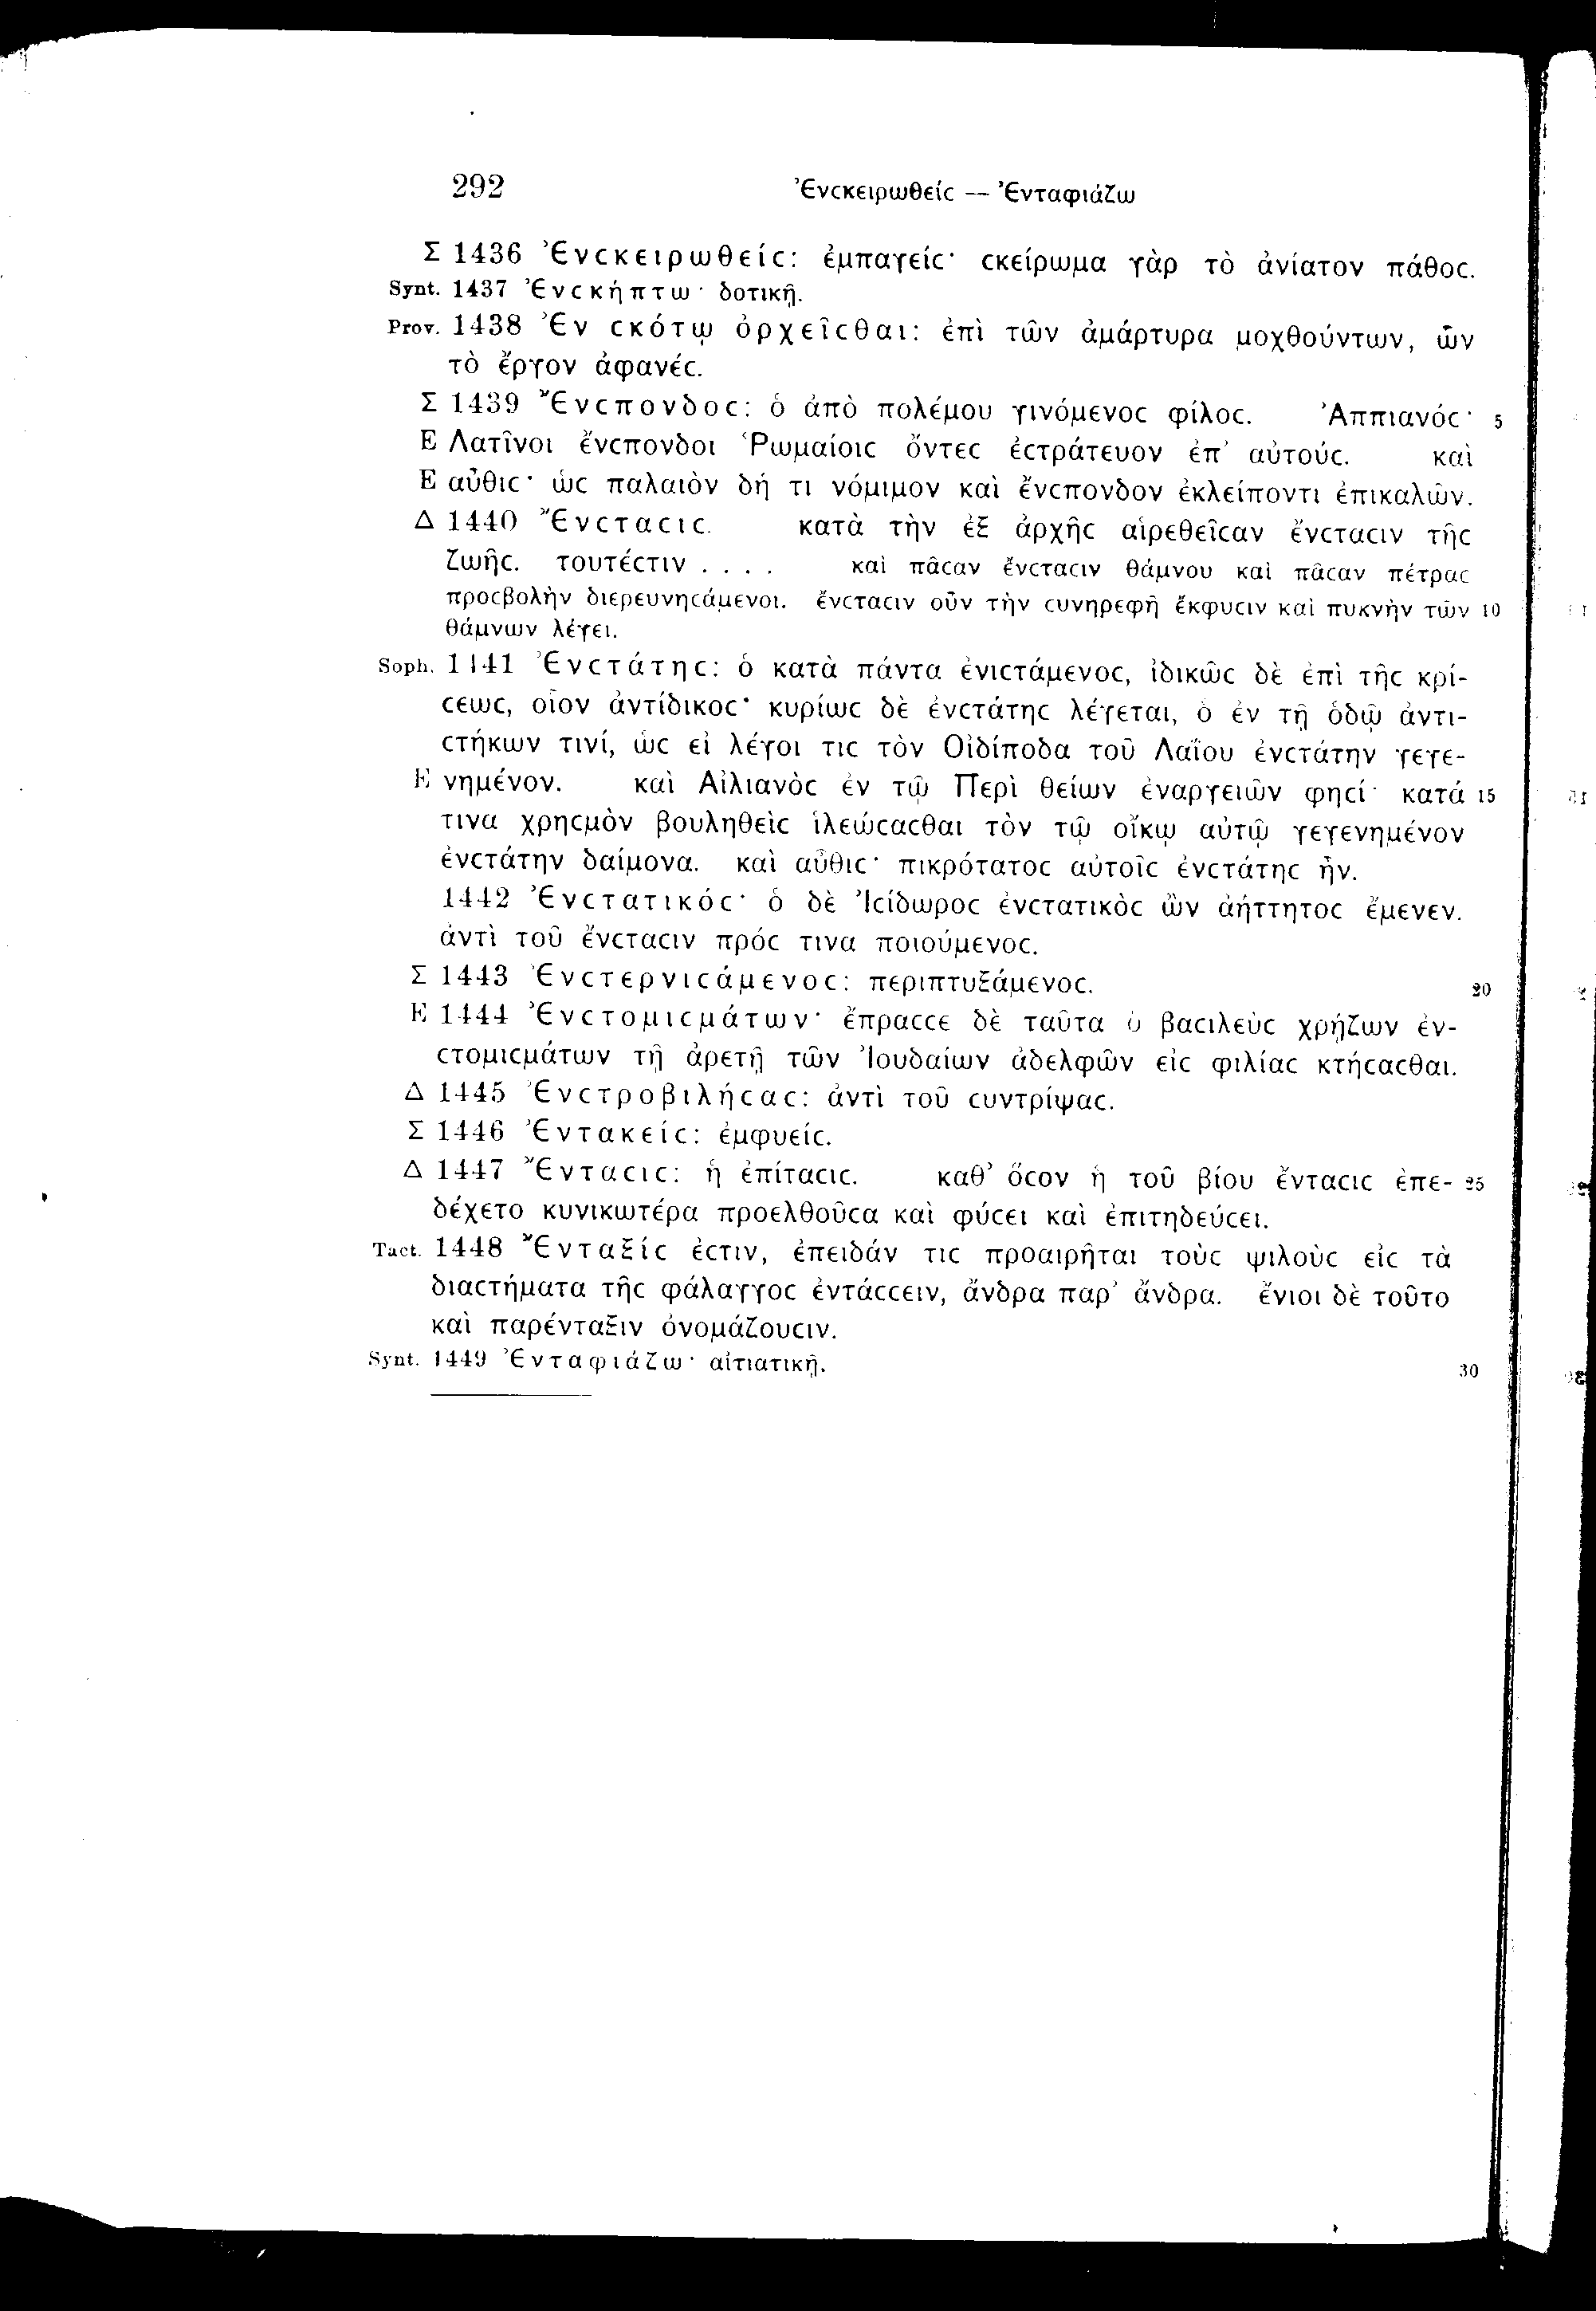 292 Ἐνϲκειρωθείϲ — Ἐνταφιάζω
Σ 1436 Ἐνϲκειρωθείϲ: ἐμπαγείϲ· ϲκείρωμα γὰρ τὸ ἀνίατον πάθοϲ.
Synt. 1437 Ἐνϲκήπτω· δοτικῇ.
Prov. 1438 Ἐν ϲκότῳ ὀρχεῖϲθαι: ἐπὶ τῶν ἀμάρτυρα μοχθούντων, ὧν
τὸ ἔργον ἀφανέϲ.
Σ 1439 Ἔνϲπονδοϲ: ὁ ἀπὸ πολέμου γινόμενοϲ φίλοϲ. Ἀππιανόϲ· 5
E Λατῖνοι ἔνϲπονδοι Ῥωμαίοιϲ ὄντεϲ ἐϲτράτευον ἐπ’ αὐτούϲ. καὶ
E αὖθιϲ· ὡϲ παλαιὸν δή τι νόμιμον καὶ ἔνϲπονδον ἐκλείποντι ἐπικαλῶν.
Δ 1440 Ἔνϲταϲιϲ. κατὰ τὴν ἐξ ἀρχῆϲ αἱρεθεῖϲαν ἔνϲταϲιν τῆϲ
ζωῆϲ. τουτέϲτιν .... καὶ πᾶϲαν ἔνϲταϲιν θάμνου καὶ πᾶϲαν πέτραϲ
προϲβολὴν διερευνηϲάμενοι. ἔνϲταϲιν οὖν τὴν ϲυνηρεφῆ ἔκφυϲιν καὶ πυκνὴν τῶν 10
θάμνων λέγει.
Soph. 1441 Ἐνϲτάτηϲ: ὁ κατὰ πάντα ἐνιϲτάμενοϲ, ἰδικῶϲ δὲ ἐπὶ τῆϲ κρί-
ϲεωϲ, οἷον ἀντίδικοϲ· κυρίωϲ δὲ ἐνϲτάτηϲ λέγεται, ὁ ἐν τῇ ὁδῷ ἀντι-
ϲτήκων τινί, ὡϲ εἰ λέγοι τιϲ τὸν Οἰδίποδα τοῦ Λαΐου ἐνϲτάτην γεγε-
E νημένον. καὶ Αἰλιανὸϲ ἐν τῷ Περὶ θείων ἐναργειῶν φηϲί· κατά 15
τινα χρηϲμὸν βουληθεὶϲ ἱλεώϲαϲθαι τὸν τῷ οἴκῳ αὐτῷ γεγενημένον
ἐνϲτάτην δαίμονα. καὶ αὖθιϲ· πικρότατοϲ αὐτοῖϲ ἐνϲτάτηϲ ἦν.
1442 Ἐνϲτατικόϲ· ὁ δὲ Ἰϲίδωροϲ ἐνϲτατικὸϲ ὢν ἀήττητοϲ ἔμενεν.
ἀντὶ τοῦ ἔνϲταϲιν πρόϲ τινα ποιούμενοϲ.
Σ 1443 Ἐνϲτερνιϲάμενοϲ: περιπτυξάμενοϲ. 20
E 1444 Ἐνϲτομιϲμάτων· ἔπραϲϲε δὲ ταῦτα ὁ βαϲιλεὺϲ χρῄζων ἐν-
ϲτομιϲμάτων τῇ ἀρετῇ τῶν Ἰουδαίων ἀδελφῶν εἰϲ φιλίαϲ κτήϲαϲθαι.
Δ 1445 Ἐνϲτροβιλήϲαϲ: ἀντὶ τοῦ ϲυντρίψαϲ.
Σ 1446 Ἐντακείϲ: ἐμφυείϲ.
Δ 1447 Ἔνταϲιϲ: ἡ ἐπίταϲιϲ. καθ’ ὅϲον ἡ τοῦ βίου ἔνταϲιϲ ἐπε- 25
δέχετο κυνικωτέρα προελθοῦϲα καὶ φύϲει καὶ ἐπιτηδεύϲει.
Tact. 1448 Ἔνταξίϲ ἐϲτιν, ἐπειδάν τιϲ προαιρῆται τοὺϲ ψιλοὺϲ εἰϲ τὰ
διαϲτήματα τῆϲ φάλαγγοϲ ἐντάϲϲειν, ἄνδρα παρ’ ἄνδρα. ἔνιοι δὲ τοῦτο
καὶ παρένταξιν ὀνομάζουϲιν.
Synt. 1449 Ἐνταφιάζω· αἰτιατικῇ. 30